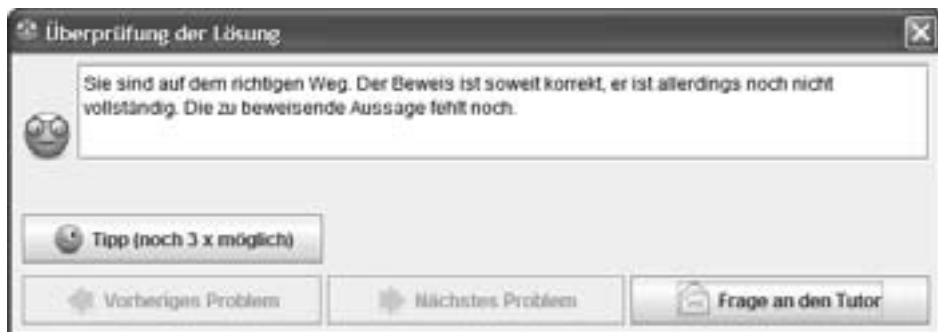 Überprüfung der Lösung
Sie sind auf dem richtigen Weg. Der Beweis ist soweit korrekt, er ist allerdings noch nicht
vollständig. Die zu beweisende Aussage fehlt noch.
Tipp (noch 3 x möglich)
Vorheriges Problem
Nächstes Problem
Frage an den Tutor